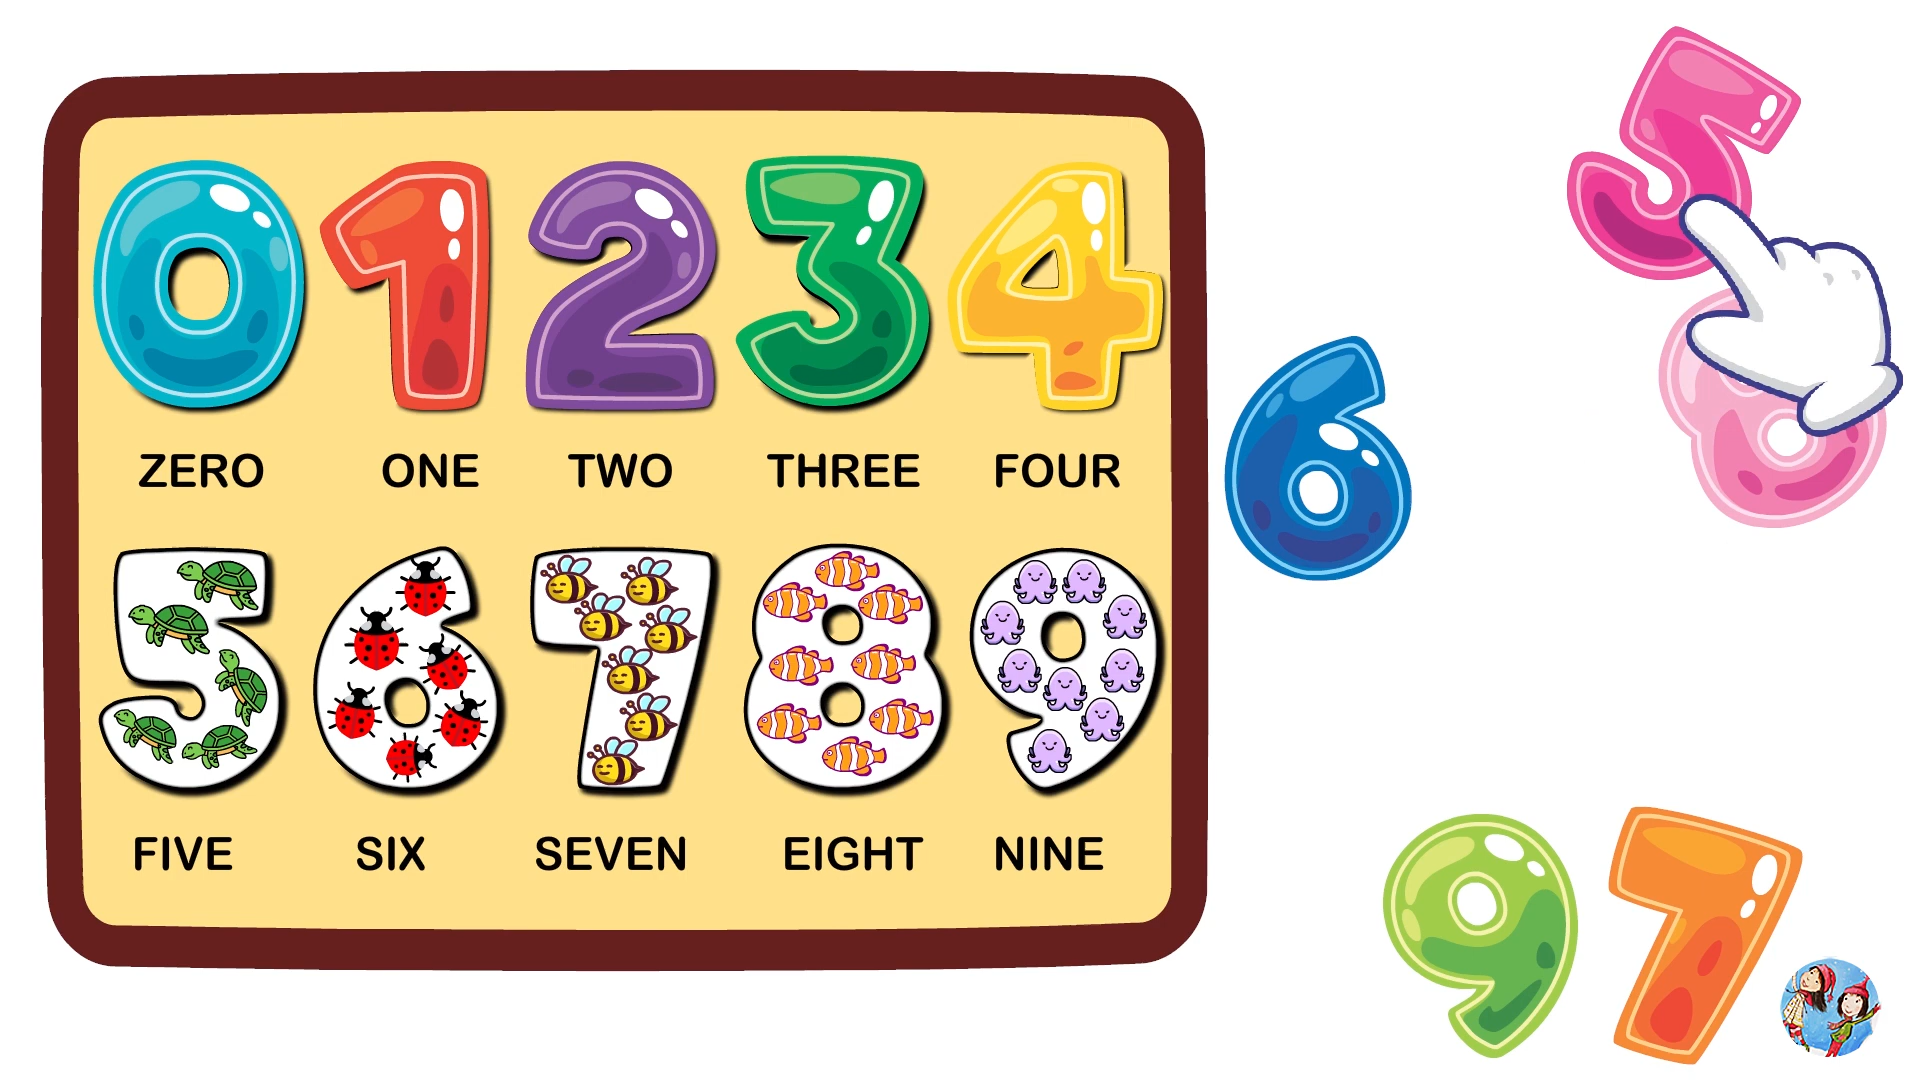 0 1 2 3 4
ZERO ONE TWO THREE FOUR
5 6 7 8 9
FIVE SIX SEVEN EIGHT NINE
5
8
6
9 7